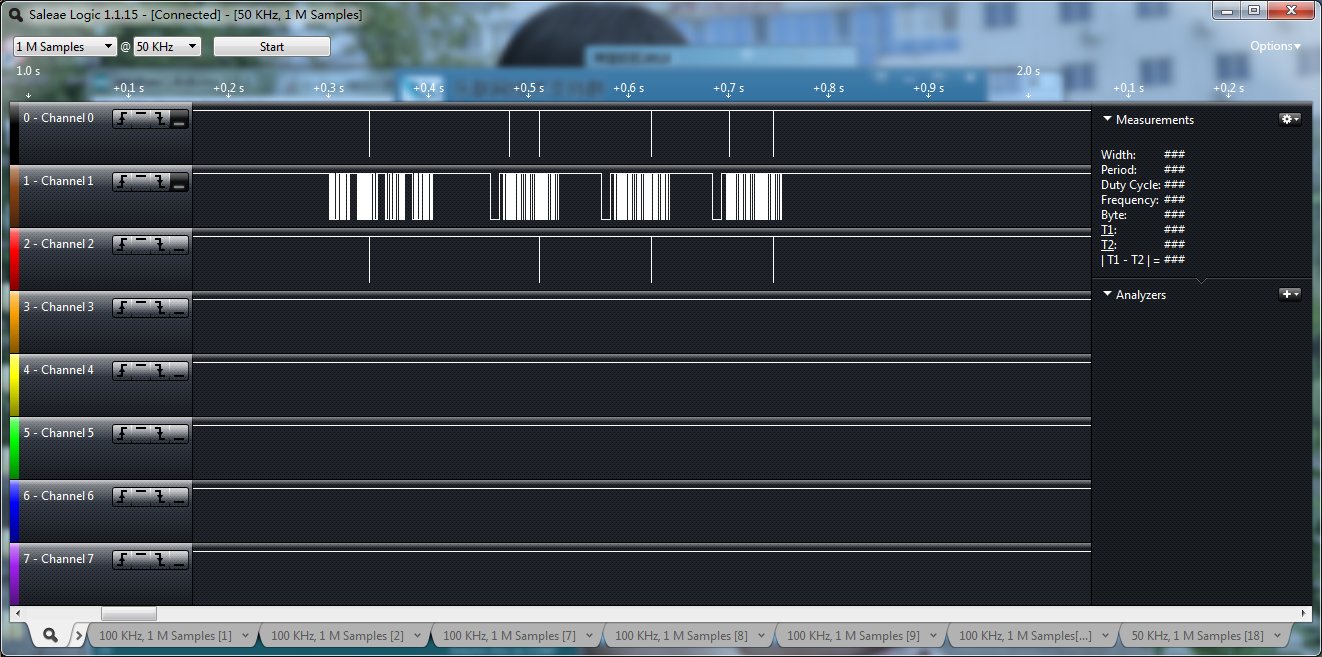 Saleae Logic 1.1.15 - [Connected] - [50 KHz, 1 M Samples]
1 M Samples @ 50 KHz Start Options
1.0 s 2.0 s
+0,1 s +0,2 s +0,3 s +0,4 s +0,5 s +0,6 s +0,7 s +0,8 s +0,9 s +0,1 s +0,2 s
0 - Channel 0
1 - Channel 1
2 - Channel 2
3 - Channel 3
4 - Channel 4
5 - Channel 5
6 - Channel 6
7 - Channel 7
Measurements
Width: ###
Period: ###
Duty Cycle: ###
Frequency: ###
Byte: ###
T1: ###
T2: ###
| T1 - T2 | = ###
Analyzers
100 KHz, 1 M Samples [1] 100 KHz, 1 M Samples [2] 100 KHz, 1 M Samples [7] 100 KHz, 1 M Samples [8] 100 KHz, 1 M Samples [9] 100 KHz, 1 M Samples[...] 50 KHz, 1 M Samples [18]